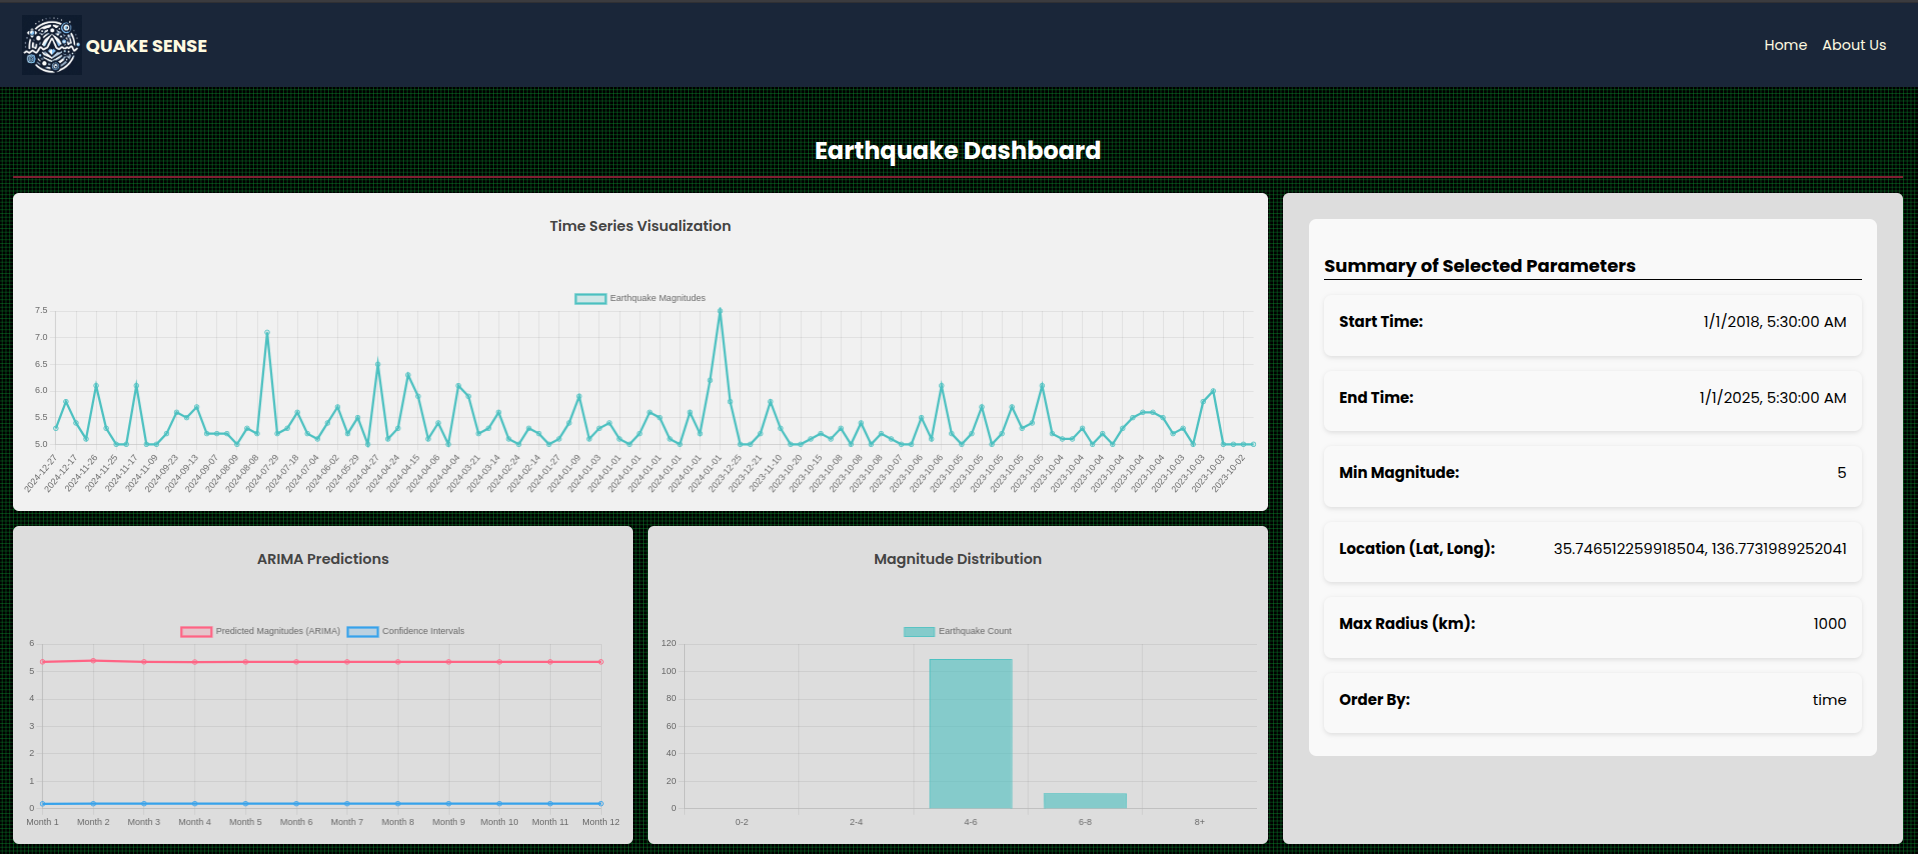 QUAKE SENSE
Home About Us
Earthquake Dashboard
Time Series Visualization
Earthquake Magnitudes
7.5
7.0
6.5
6.0
5.5
5.0
2024-12-27 2024-12-17 2024-11-26 2024-11-25 2024-11-17 2024-11-09 2024-09-23 2024-09-13 2024-09-07 2024-08-09 2024-08-08 2024-07-29 2024-07-18 2024-07-04 2024-06-02 2024-05-29 2024-04-27 2024-04-24 2024-04-15 2024-04-06 2024-04-04 2024-03-21 2024-03-14 2024-02-24 2024-02-14 2024-01-27 2024-01-09 2024-01-03 2024-01-01 2024-01-01 2024-01-01 2024-01-01 2024-01-01 2024-01-01 2023-12-25 2023-12-21 2023-11-10 2023-10-20 2023-10-15 2023-10-08 2023-10-08 2023-10-08 2023-10-07 2023-10-06 2023-10-06 2023-10-05 2023-10-05 2023-10-05 2023-10-05 2023-10-05 2023-10-04 2023-10-04 2023-10-04 2023-10-04 2023-10-04 2023-10-04 2023-10-03 2023-10-03 2023-10-03 2023-10-02
ARIMA Predictions
Predicted Magnitudes (ARIMA) Confidence Intervals
6
5
4
3
2
1
0
Month 1 Month 2 Month 3 Month 4 Month 5 Month 6 Month 7 Month 8 Month 9 Month 10 Month 11 Month 12
Magnitude Distribution
Earthquake Count
120
100
80
60
40
20
0
0-2 2-4 4-6 6-8 8+
Summary of Selected Parameters
Start Time: 1/1/2018, 5:30:00 AM
End Time: 1/1/2025, 5:30:00 AM
Min Magnitude: 5
Location (Lat, Long): 35.746512259918504, 136.7731989252041
Max Radius (km): 1000
Order By: time